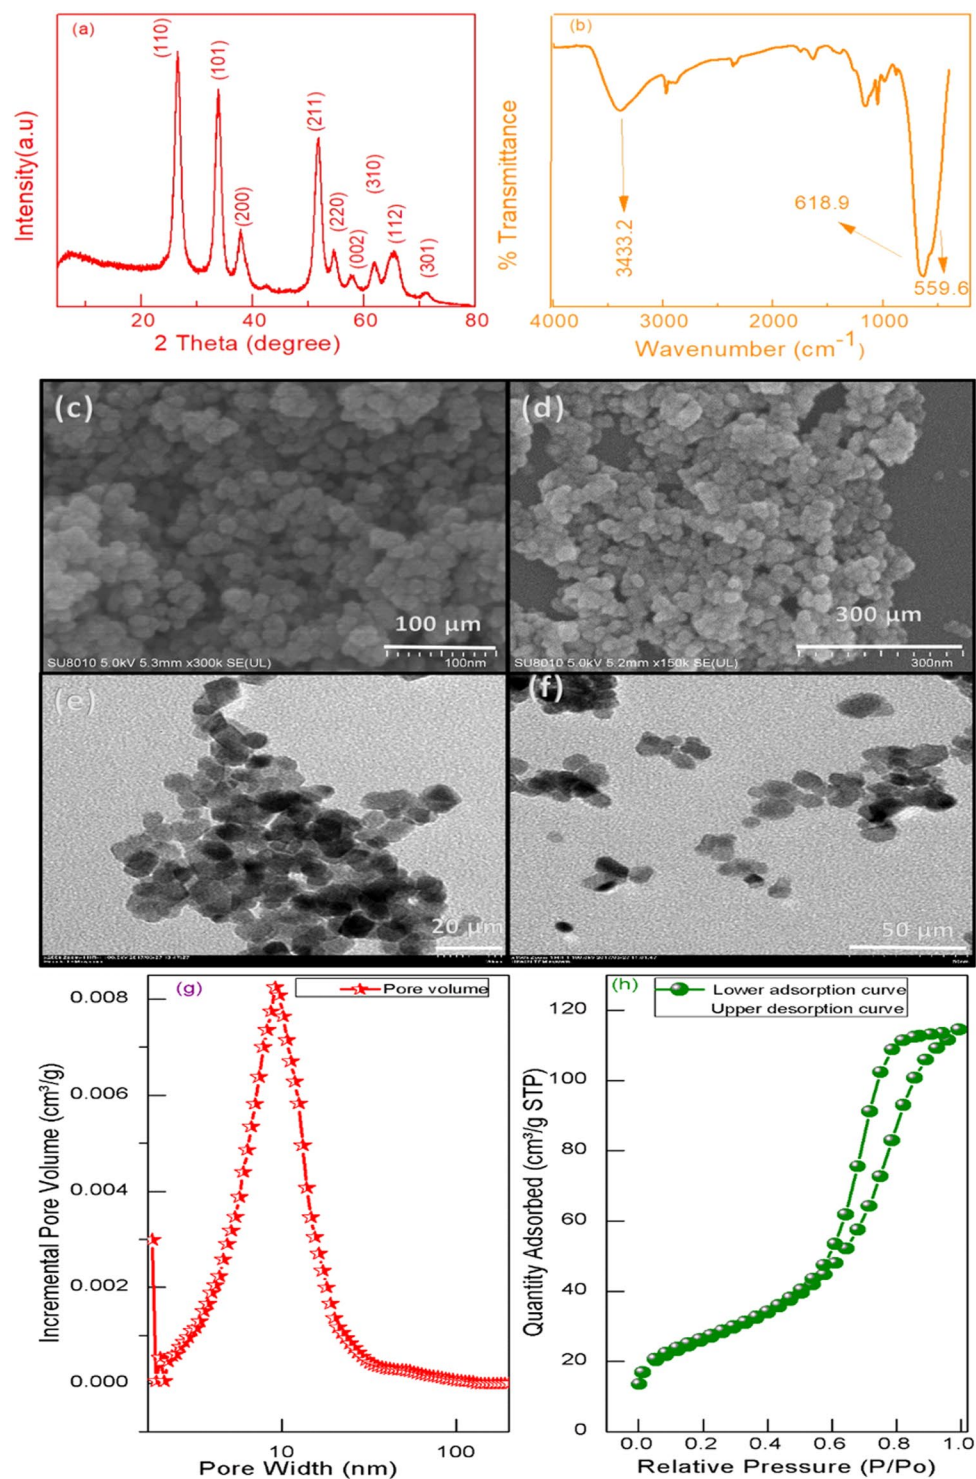 (a)
(110)
(101)
(200)
(211)
(220)
(002)
(310)
(112)
(301)
Intensity(a.u)
20
40
60
80
2 Theta (degree)
(b)
% Transmittance
3433.2
618.9
559.6
4000
3000
2000
1000
Wavenumber (cm-1)
(c)
100 µm
SU8010 5.0kV 5.3mm x300k SE(UL)
100nm
(d)
300 µm
SU8010 5.0kV 5.2mm x150k SE(UL)
300nm
(e)
20 µm
(f)
50 µm
(g)
Pore volume
Incremental Pore Volume (cm³/g)
0.008
0.006
0.004
0.002
0.000
10
100
Pore Width (nm)
(h)
Lower adsorption curve
Upper desorption curve
Quantity Adsorbed (cm³/g STP)
120
100
80
60
40
20
0
0.0
0.2
0.4
0.6
0.8
1.0
Relative Pressure (P/Po)